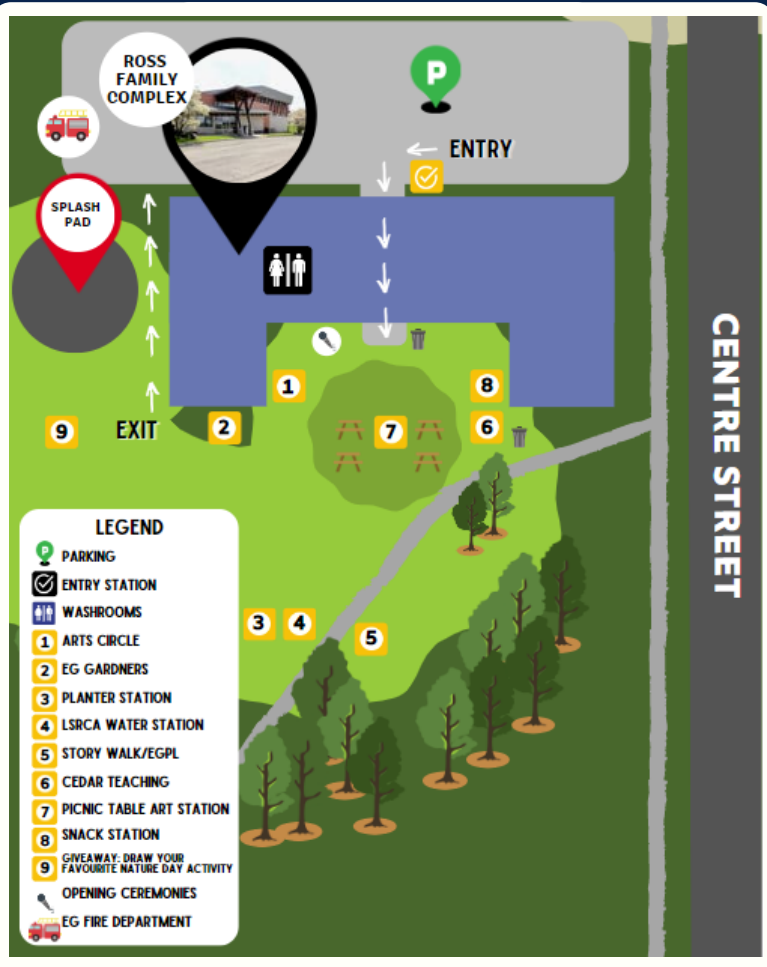 ROSS
FAMILY
COMPLEX
P
ENTRY
SPLASH
PAD
1
8
9
EXIT
2
7
6
CENTRE STREET
3
4
5
LEGEND
P PARKING
ENTRY STATION
WASHROOMS
1 ARTS CIRCLE
2 EG GARDNERS
3 PLANTER STATION
4 LSRCA WATER STATION
5 STORY WALK/EGPL
6 CEDAR TEACHING
7 PICNIC TABLE ART STATION
8 SNACK STATION
9 GIVEAWAY: DRAW YOUR
FAVOURITE NATURE DAY ACTIVITY
OPENING CEREMONIES
EG FIRE DEPARTMENT